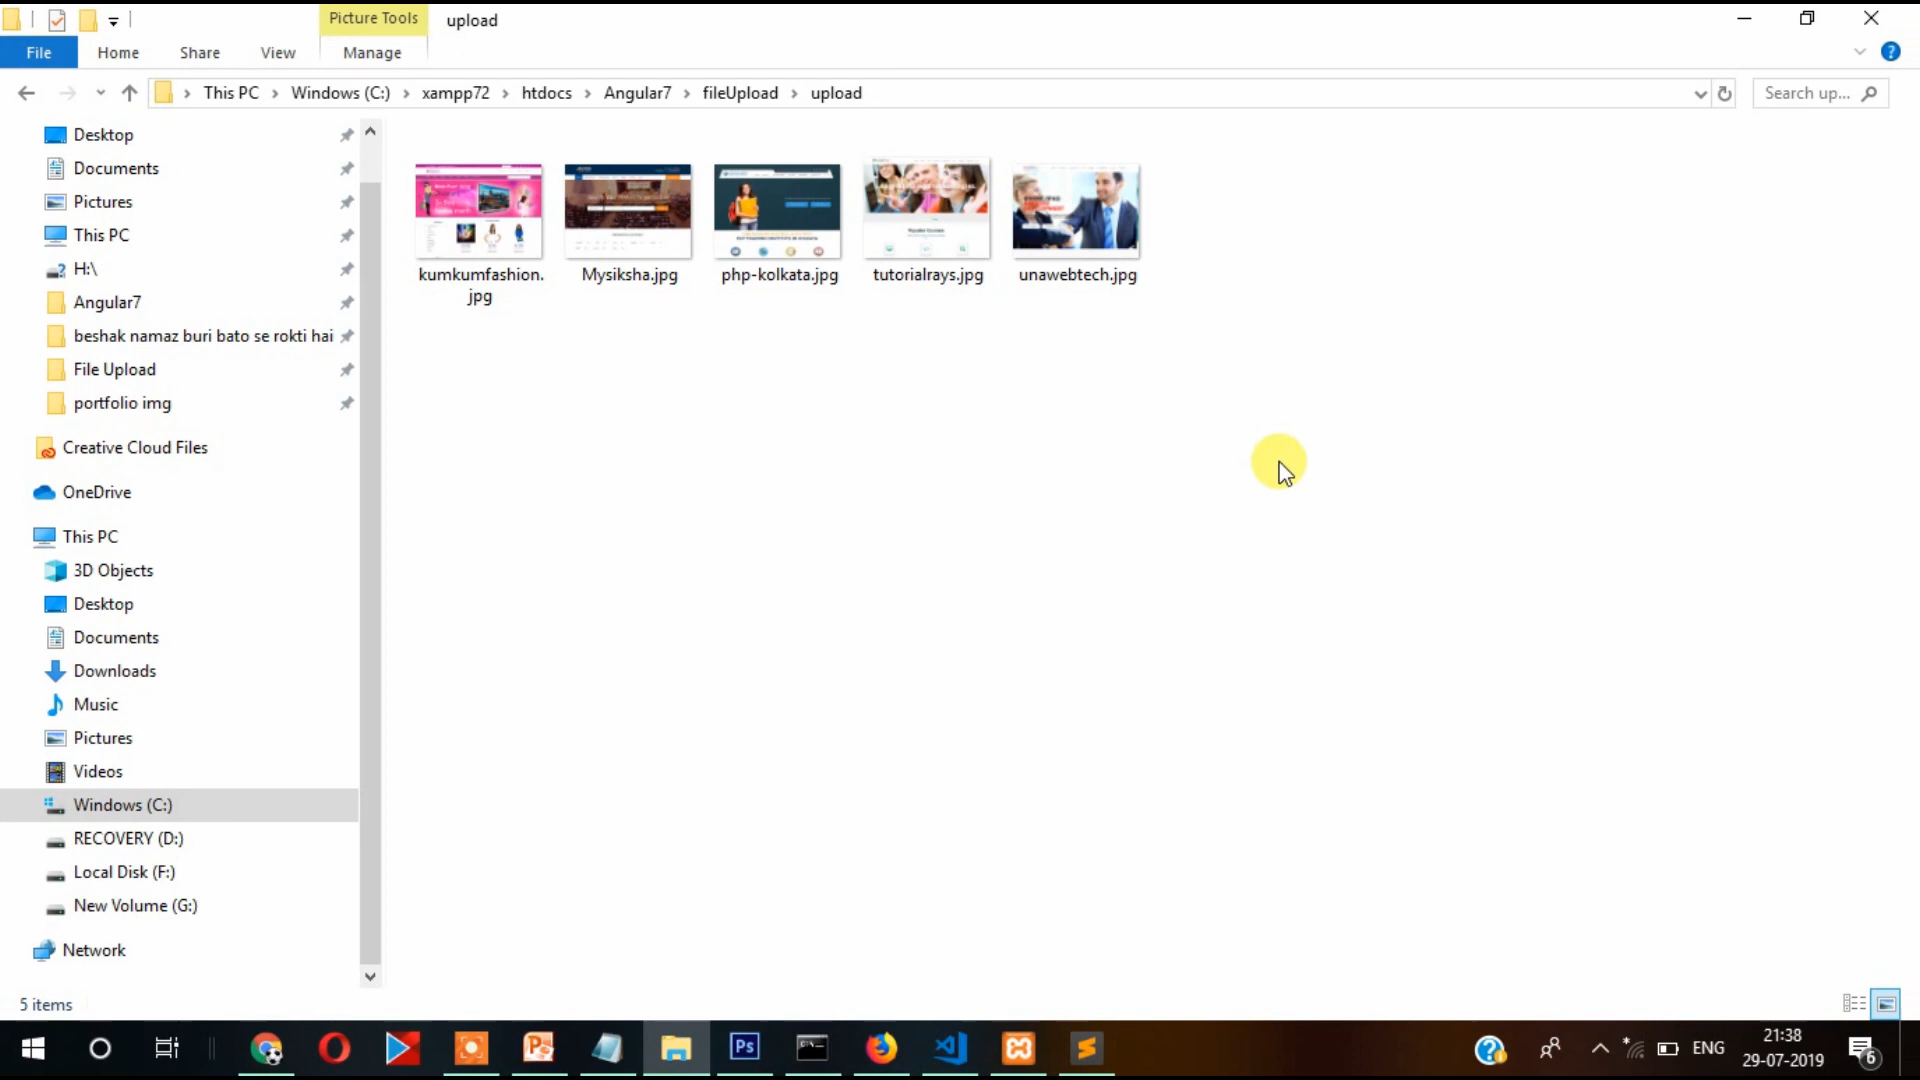 Picture Tools
upload
File
Home
Share
View
Manage
This PC
Windows (C:)
xampp72
htdocs
Angular7
fileUpload
upload
Search up...
Desktop
Documents
Pictures
This PC
H:\
Angular7
beshak namaz buri bato se rokti hai
File Upload
portfolio img
Creative Cloud Files
OneDrive
This PC
3D Objects
Desktop
Documents
Downloads
Music
Pictures
Videos
Windows (C:)
RECOVERY (D:)
Local Disk (F:)
New Volume (G:)
Network
kumkumfashion.
jpg
Mysiksha.jpg
php-kolkata.jpg
tutorialrays.jpg
unawebtech.jpg
5 items
Ps
ENG
21:38
29-07-2019
6